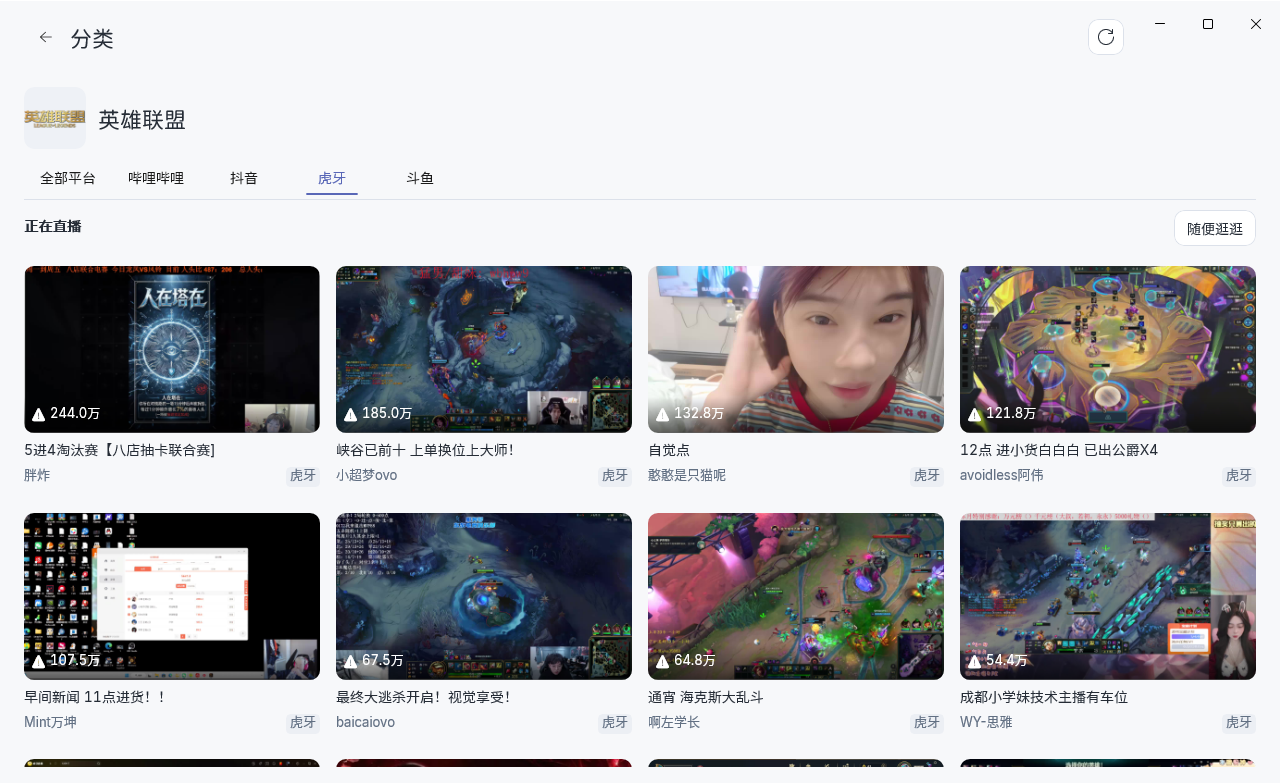 分类
英雄联盟
英雄联盟
全部平台
哔哩哔哩
抖音
虎牙
斗鱼
正在直播
随便逛逛
人在塔在
244.0万
185.0万
132.8万
121.8万
5进4淘汰赛【八店抽卡联合赛]
峡谷已前十 上单换位上大师！
自觉点
12点 进小货白白白 已出公爵X4
胖炸
虎牙
小超梦ovo
虎牙
憨憨是只猫呢
虎牙
avoidless阿伟
虎牙
107.5万
67.5万
64.8万
54.4万
早间新闻 11点进货！！
最终大逃杀开启！视觉享受！
通宵 海克斯大乱斗
成都小学妹技术主播有车位
Mint万坤
虎牙
baicaiovo
虎牙
啊左学长
虎牙
WY-思雅
虎牙